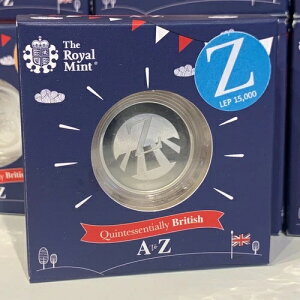 The
Royal
Mint®
Z
LEP 15,000
Z
Quintessentially British
A to Z